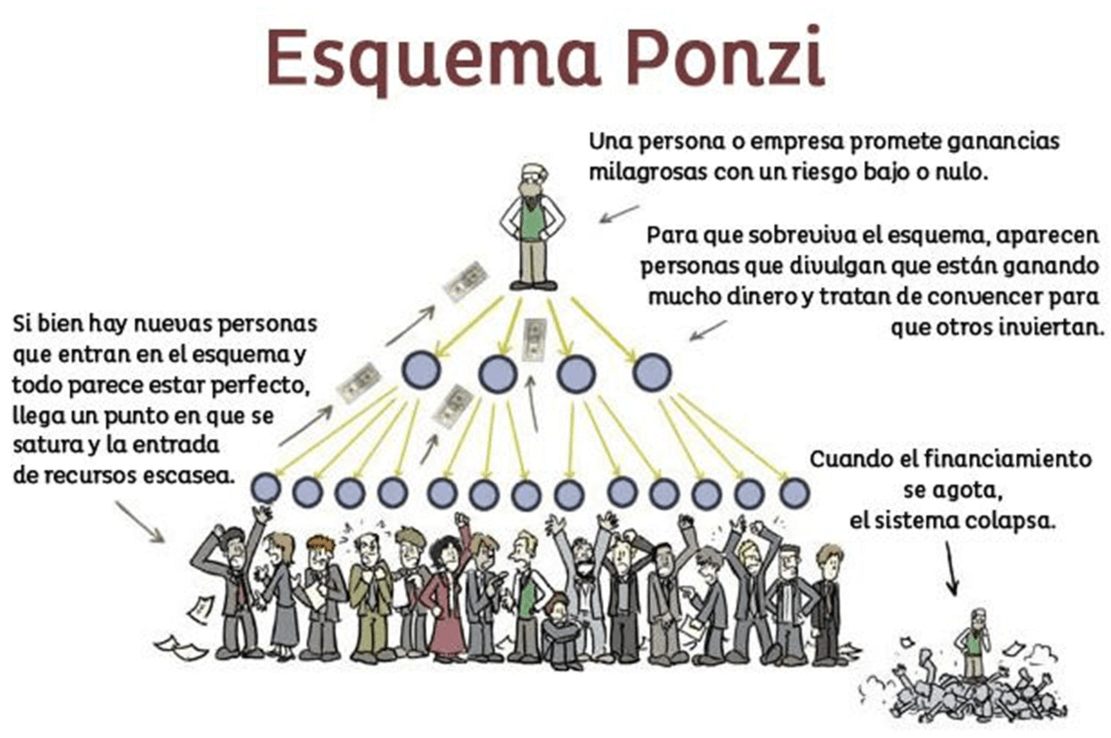 Esquema Ponzi
Una persona o empresa promete ganancias
milagrosas con un riesgo bajo o nulo.
Para que sobreviva el esquema, aparecen
personas que divulgan que están ganando
mucho dinero y tratan de convencer para
que otros inviertan.
Si bien hay nuevas personas
que entran en el esquema y
todo parece estar perfecto,
llega un punto en que se
satura y la entrada
de recursos escasea.
Cuando el financiamiento
se agota,
el sistema colapsa.